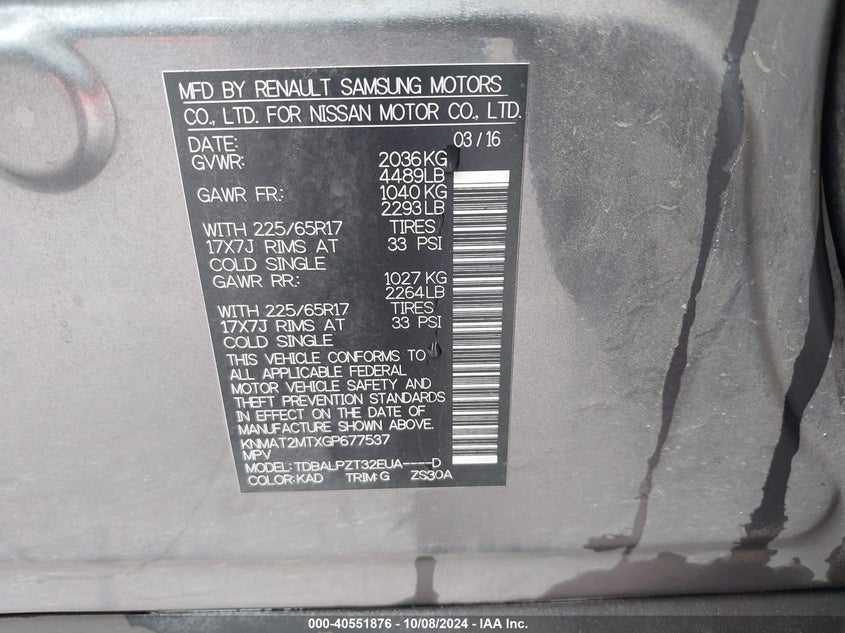 MFD BY RENAULT SAMSUNG MOTORS
CO., LTD. FOR NISSAN MOTOR CO., LTD.
DATE: 03/16
GVWR: 2036KG
4489LB
GAWR FR: 1040KG
2293LB
WITH 225/65R17 TIRES
17X7J RIMS AT 33 PSI
COLD SINGLE
GAWR RR: 1027KG
2264LB
WITH 225/65R17 TIRES
17X7J RIMS AT 33 PSI
COLD SINGLE
THIS VEHICLE CONFORMS TO
ALL APPLICABLE FEDERAL
MOTOR VEHICLE SAFETY AND
THEFT PREVENTION STANDARDS
IN EFFECT ON THE DATE OF
MANUFACTURE SHOWN ABOVE.
KNMAT2MTXGP677537
MPV
MODEL: TDBALPZT32EUA----D
COLOR: KAD TRIM: G ZS30A
000-40551876 - 10/08/2024 - IAA Inc.